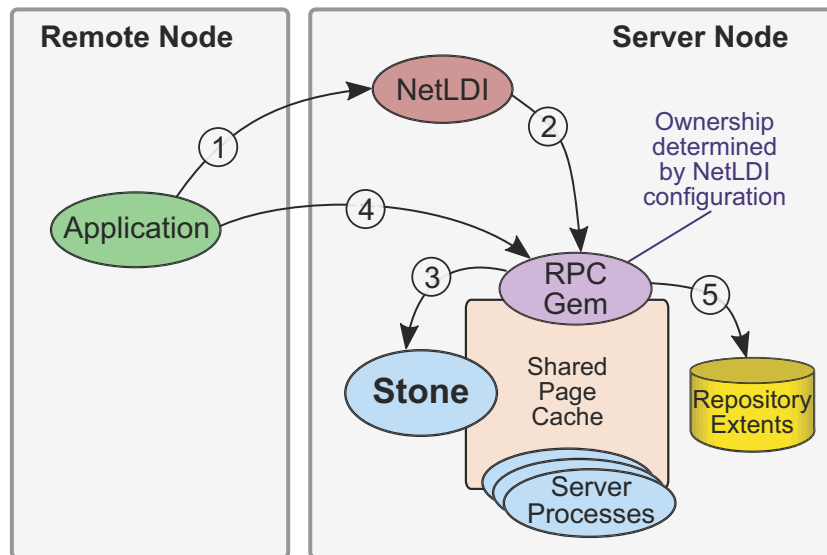 Remote Node
Server Node
NetLDI
1
2
Ownership
determined
by NetLDI
configuration
Application
4
3
RPC
Gem
5
Stone
Shared
Page
Cache
Repository
Extents
Server
Processes